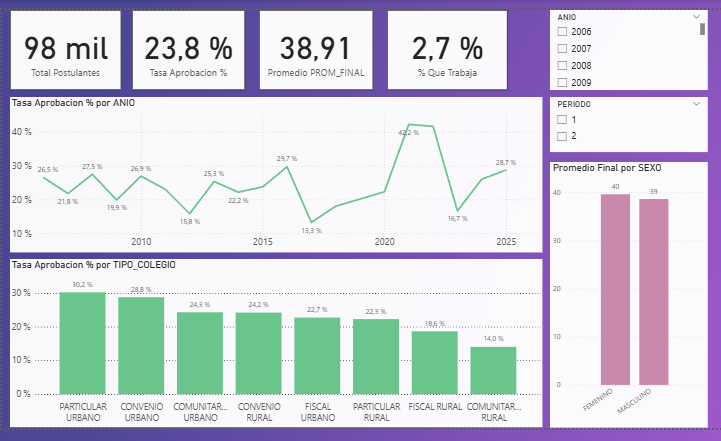 98 mil
Total Postulantes
23,8 %
Tasa Aprobacion %
38,91
Promedio PROM_FINAL
2,7 %
% Que Trabaja
ANIO
2006
2007
2008
2009
PERIODO
1
2
Tasa Aprobacion % por ANIO
40 %
30 %
20 %
10 %
26,5 %
21,8 %
27,5 %
19,9 %
26,9 %
15,8 %
25,3 %
22,2 %
29,7 %
13,3 %
42,2 %
16,7 %
28,7 %
2010
2015
2020
2025
Tasa Aprobacion % por TIPO_COLEGIO
30 %
20 %
10 %
0 %
30,2 %
28,8 %
24,3 %
24,2 %
22,7 %
22,3 %
18,6 %
14,0 %
PARTICULAR
URBANO
CONVENIO
URBANO
COMUNITAR...
URBANO
CONVENIO
RURAL
FISCAL
URBANO
PARTICULAR
RURAL
FISCAL RURAL
COMUNITAR...
RURAL
Promedio Final por SEXO
40
30
20
10
0
40
39
FEMENINO
MASCULINO